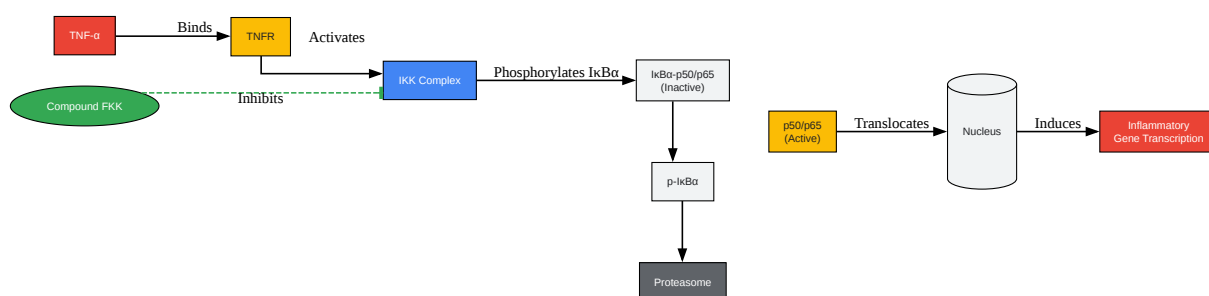 TNF-α
Binds
TNFR
Activates
Compound FKK
Inhibits
IKK Complex
Phosphorylates IκBα
IκBα-p50/p65
(Inactive)
p-IκBα
Proteasome
p50/p65
(Active)
Translocates
Nucleus
Induces
Inflammatory
Gene Transcription